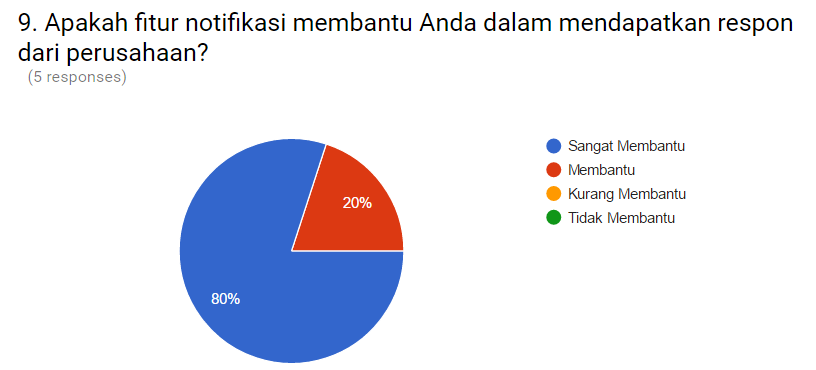 9. Apakah fitur notifikasi membantu Anda dalam mendapatkan respon
dari perusahaan?
(5 responses)
Sangat Membantu
Membantu
Kurang Membantu
Tidak Membantu
20%
80%